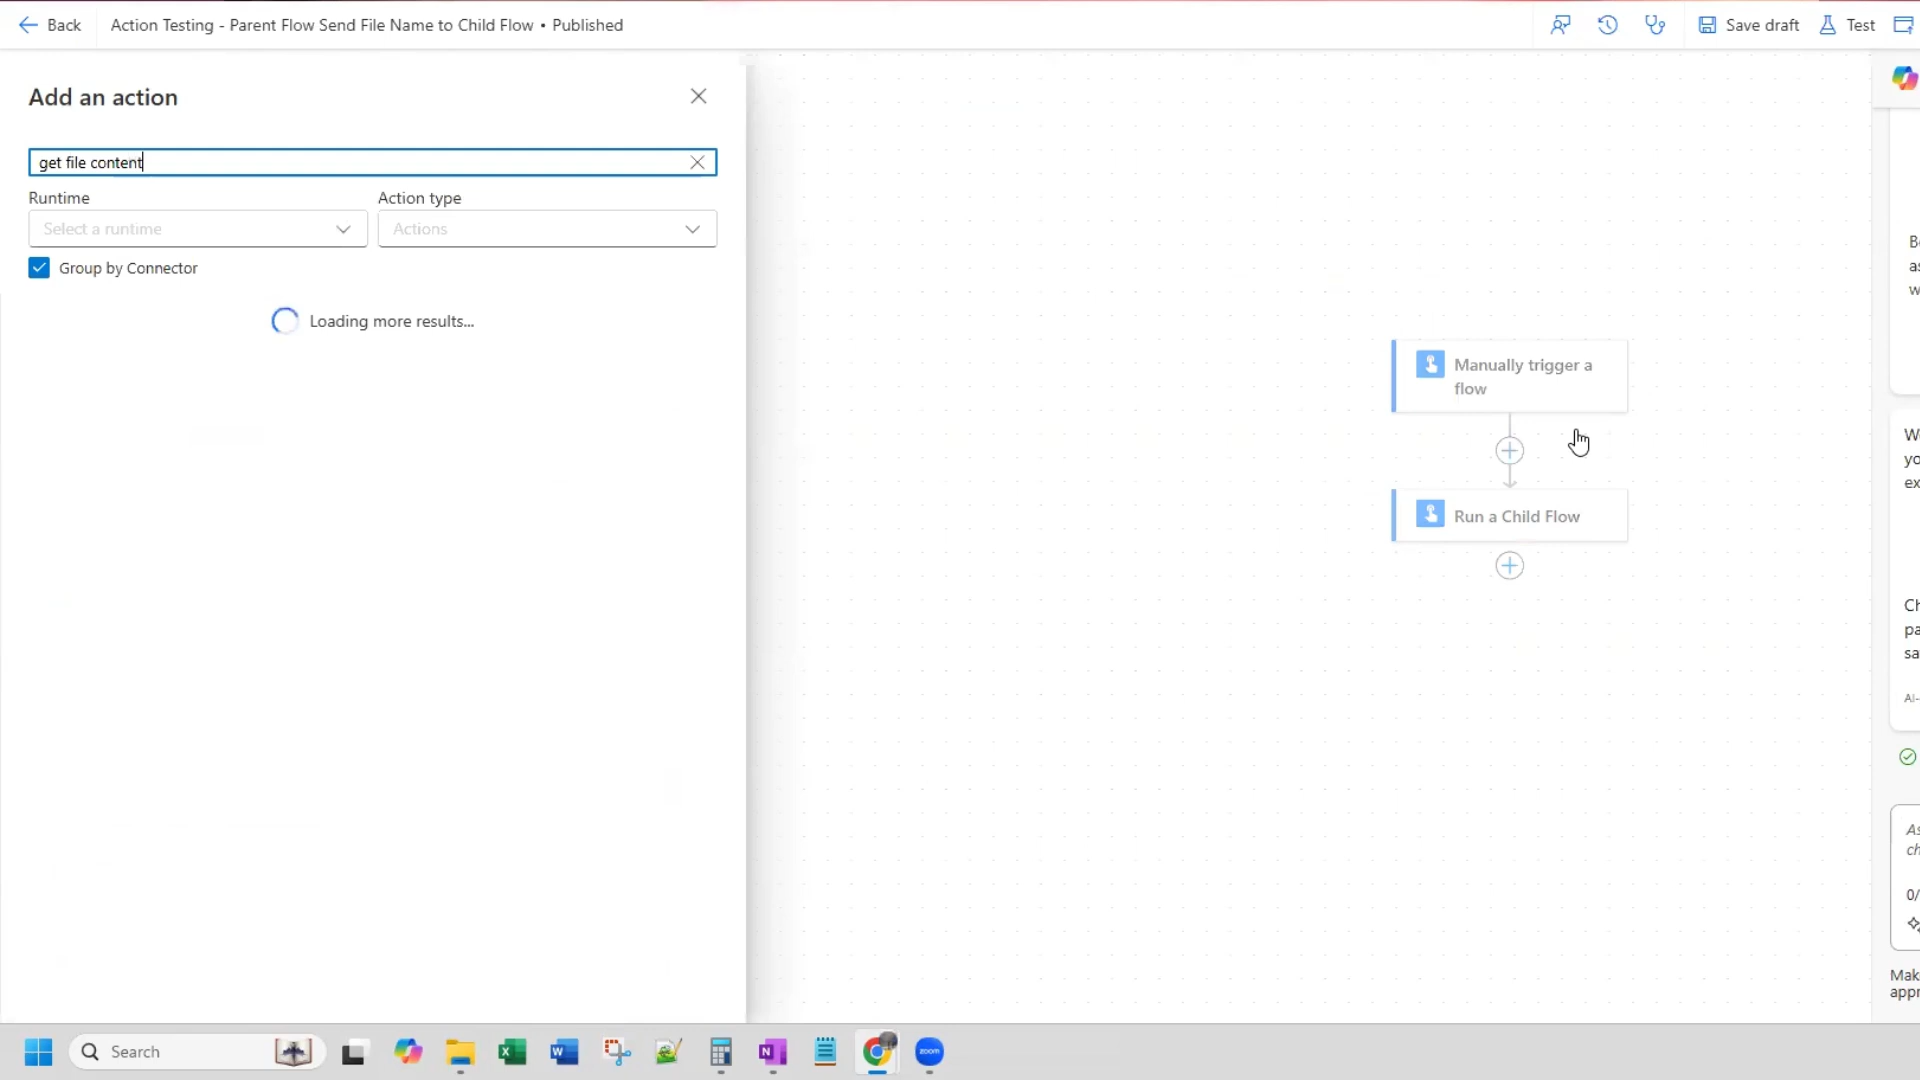 Back
Action Testing - Parent Flow Send File Name to Child Flow • Published
Save draft
Test
Add an action
get file content
Runtime
Action type
Select a runtime
Actions
Group by Connector
Loading more results...
Manually trigger a
flow
Run a Child Flow
0/
Search
zoom